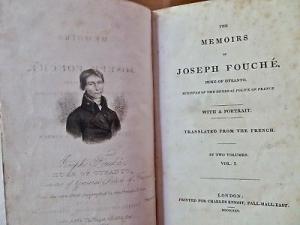 Joseph Fouché,
DUKE OF OTRANTO,
THE
MEMOIRS
OF
JOSEPH FOUCHÉ,
DUKE OF OTRANTO,
MINISTER OF THE GENERAL POLICE OF FRANCE
WITH A PORTRAIT.
TRANSLATED FROM THE FRENCH.
IN TWO VOLUMES.
VOL. I.
LONDON:
PRINTED FOR CHARLES KNIGHT, PALL-MALL, EAST.